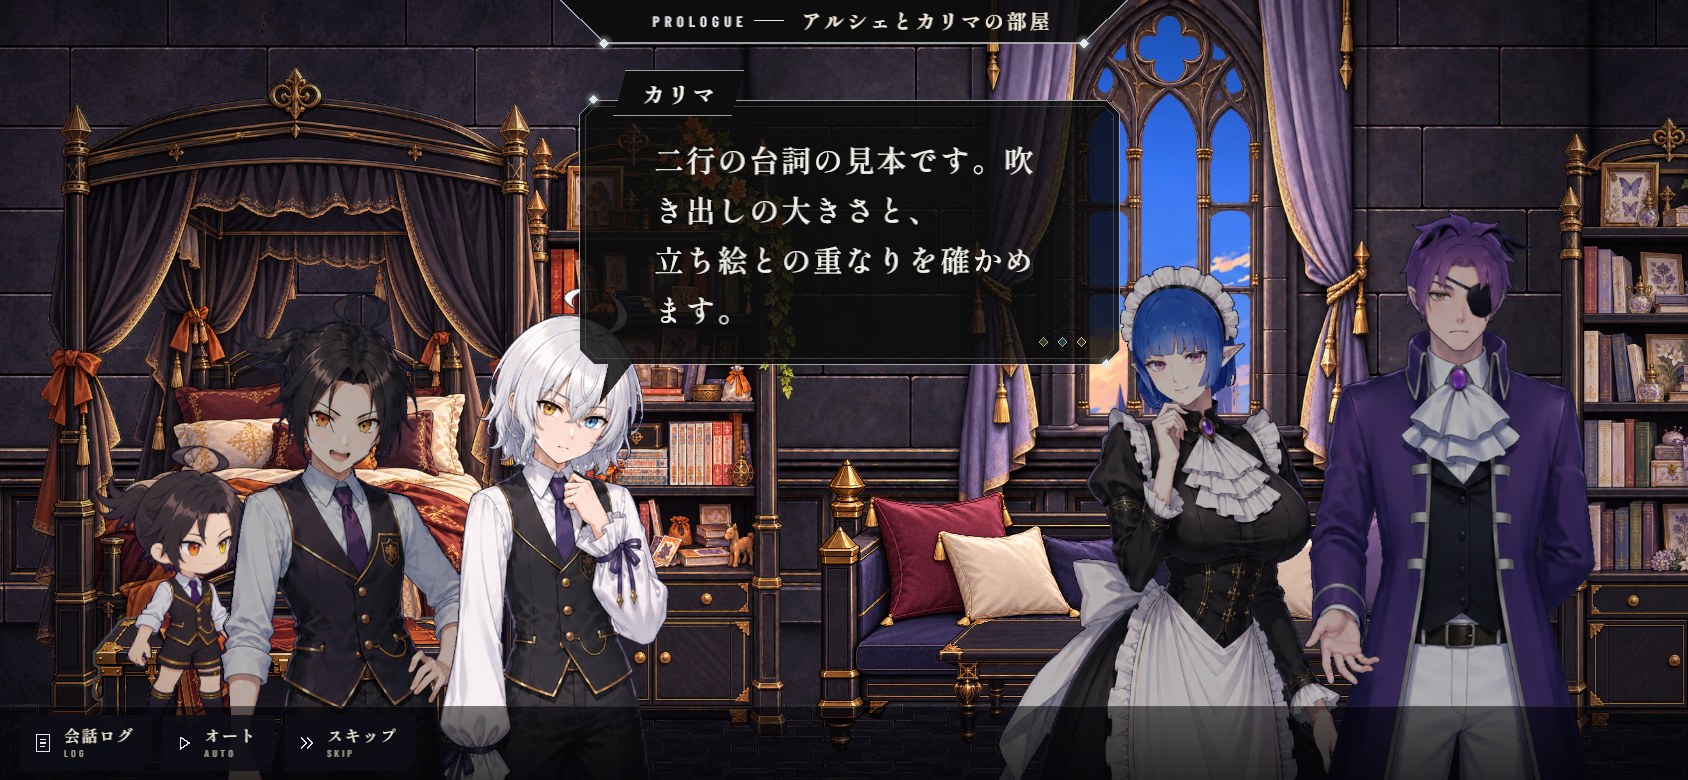 PROLOGUE — アルシェとカリマの部屋
カリマ
二行の台詞の見本です。吹
き出しの大きさと、
立ち絵との重なりを確かめ
ます。
会話ログ
LOG
オート
AUTO
スキップ
SKIP